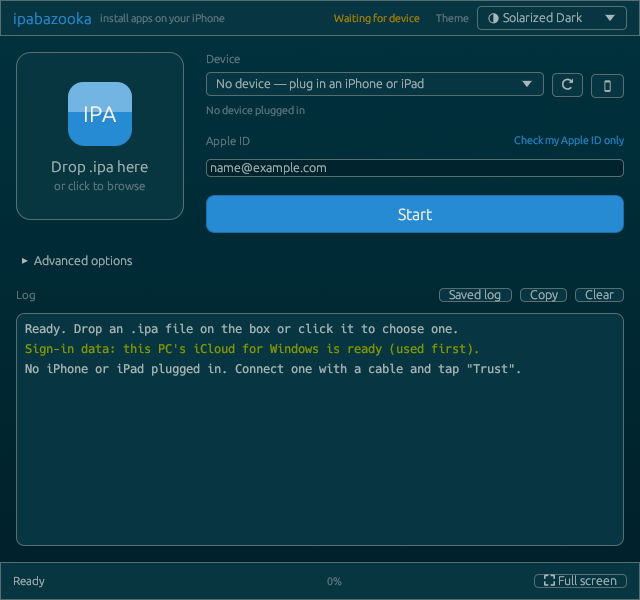 ipabazooka install apps on your iPhone Waiting for device Theme Solarized Dark
Device
No device — plug in an iPhone or iPad
No device plugged in
IPA
Drop .ipa here
or click to browse
Apple ID Check my Apple ID only
name@example.com
Start
Advanced options
Log Saved log Copy Clear
Ready. Drop an .ipa file on the box or click it to choose one.
Sign-in data: this PC's iCloud for Windows is ready (used first).
No iPhone or iPad plugged in. Connect one with a cable and tap "Trust".
Ready 0% Full screen